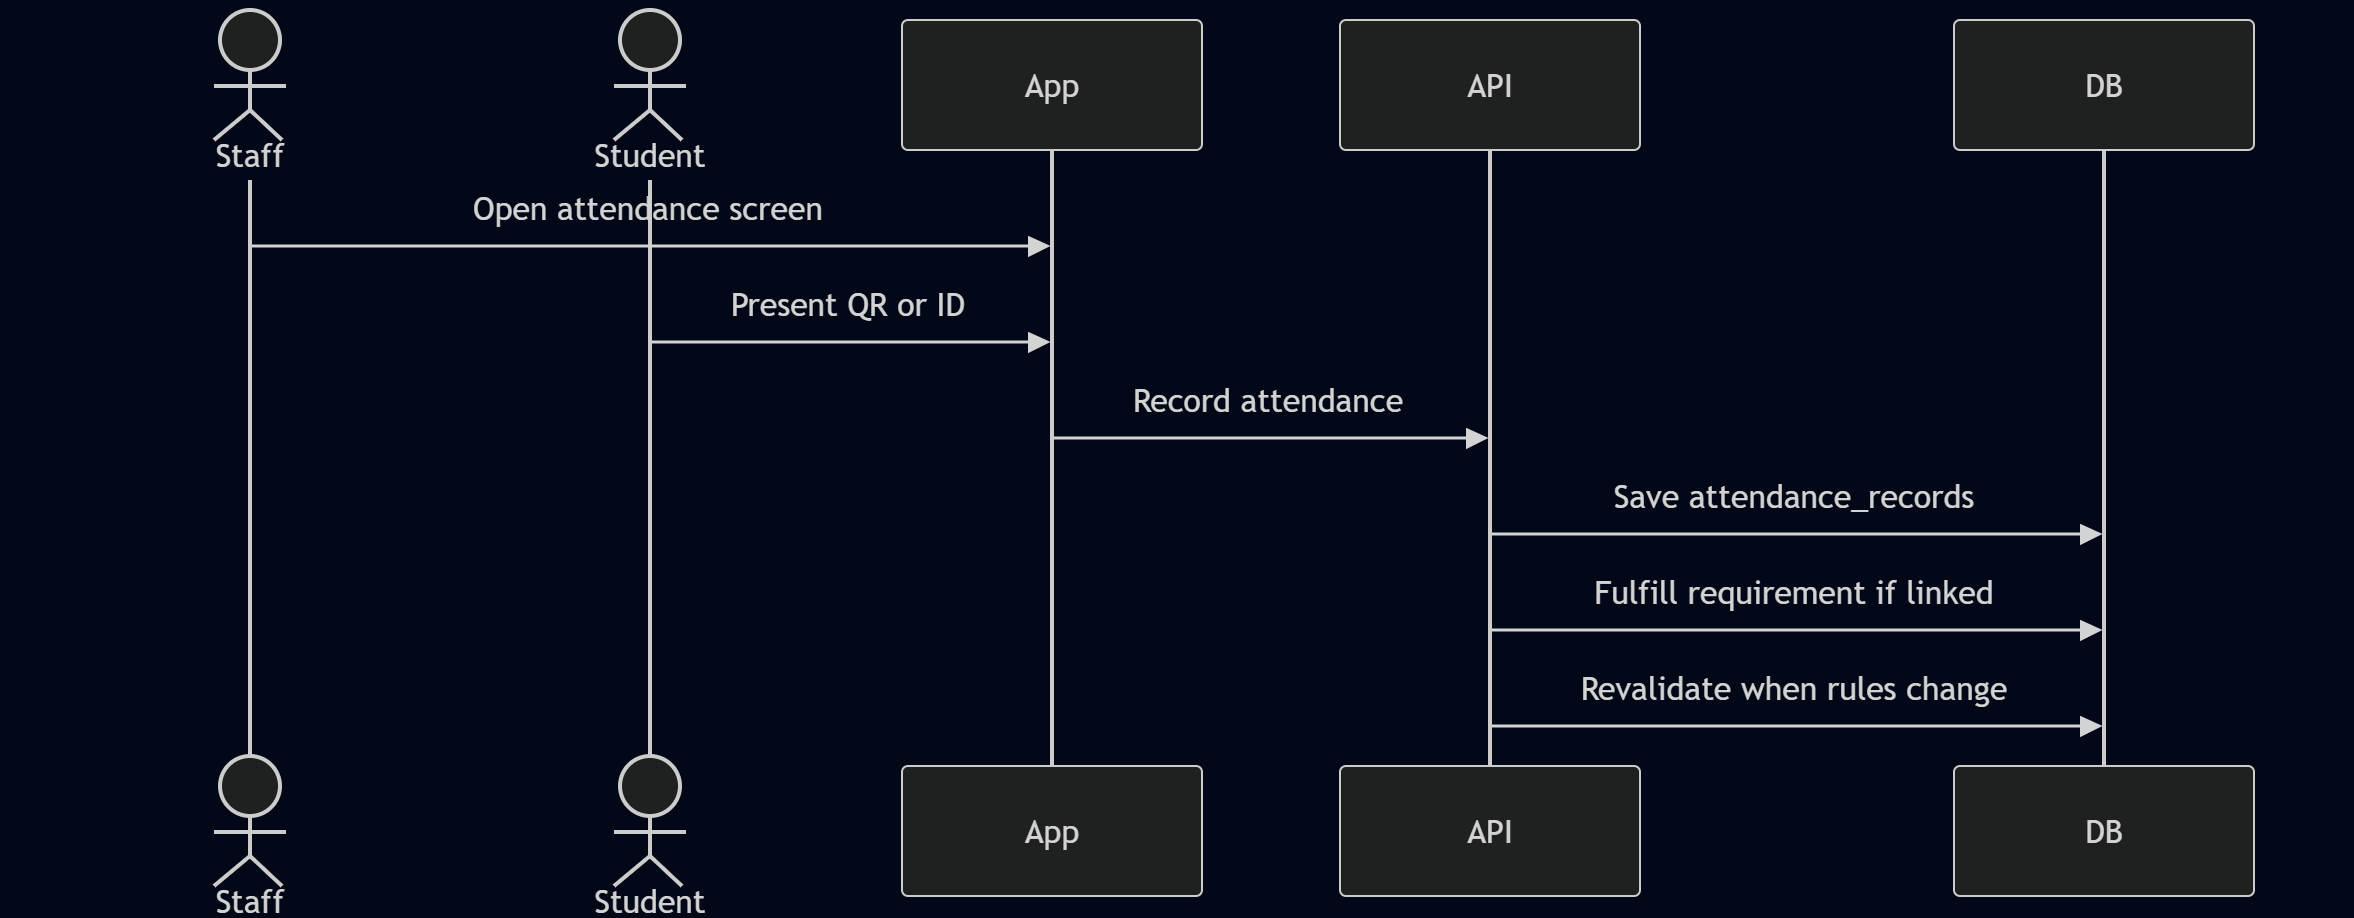 Staff
Student
App
API
DB
Open attendance screen
Present QR or ID
Record attendance
Save attendance_records
Fulfill requirement if linked
Revalidate when rules change
Staff
Student
App
API
DB